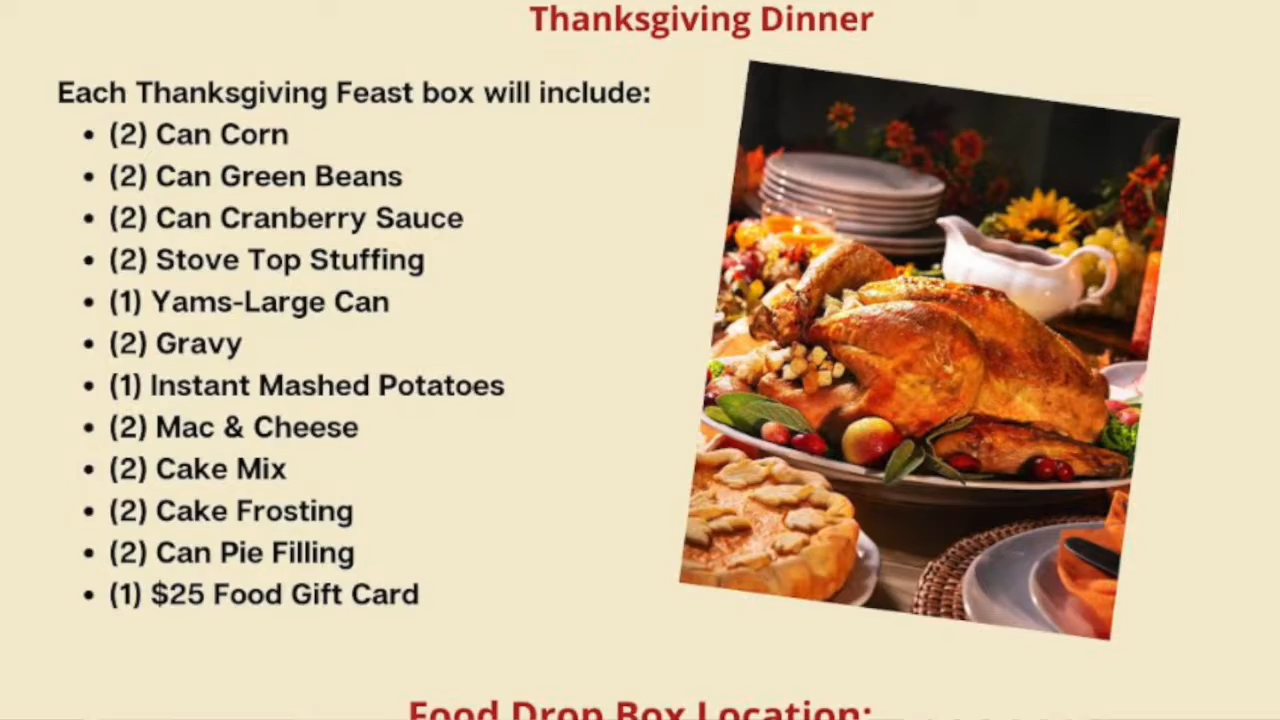 Thanksgiving Dinner
Each Thanksgiving Feast box will include:
• (2) Can Corn
• (2) Can Green Beans
• (2) Can Cranberry Sauce
• (2) Stove Top Stuffing
• (1) Yams-Large Can
• (2) Gravy
• (1) Instant Mashed Potatoes
• (2) Mac & Cheese
• (2) Cake Mix
• (2) Cake Frosting
• (2) Can Pie Filling
• (1) $25 Food Gift Card
Food Drop Box Location: